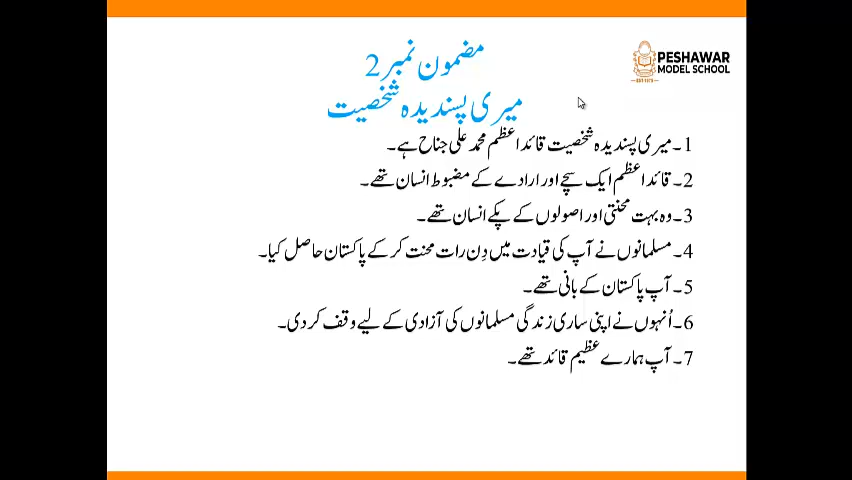 مضمون نمبر 2
میری پسندیدہ شخصیت
PESHAWAR
MODEL SCHOOL
1۔ میری پسندیدہ شخصیت قائداعظم محمد علی جناح ہے۔
2۔ قائداعظم ایک سچے اور ارادے کے مضبوط انسان تھے۔
3۔ وہ بہت محنتی اور اصولوں کے پکے انسان تھے۔
4۔ مسلمانوں نے آپ کی قیادت میں دِن رات محنت کر کے پاکستان حاصل کیا۔
5۔ آپ پاکستان کے بانی تھے۔
6۔ اُنہوں نے اپنی ساری زندگی مسلمانوں کی آزادی کے لیے وقف کر دی۔
7۔ آپ ہمارے عظیم قائد تھے۔